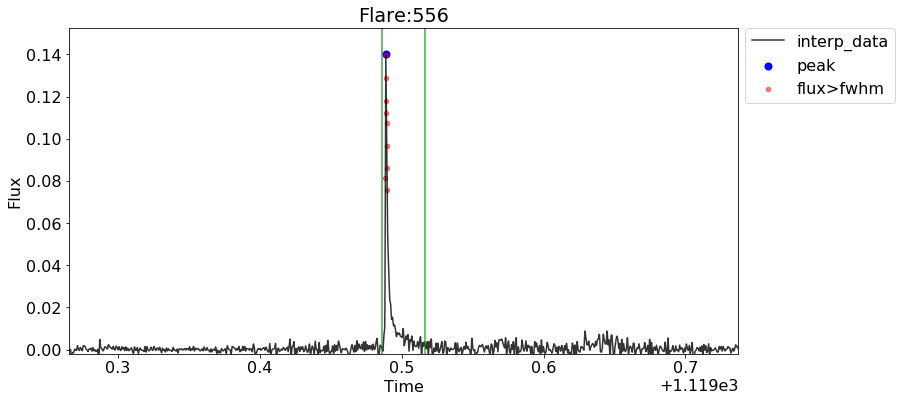 Flare:556
interp_data
peak
flux>fwhm
Flux
0.14
0.12
0.10
0.08
0.06
0.04
0.02
0.00
0.3 0.4 0.5 0.6 0.7
Time
+1.119e3